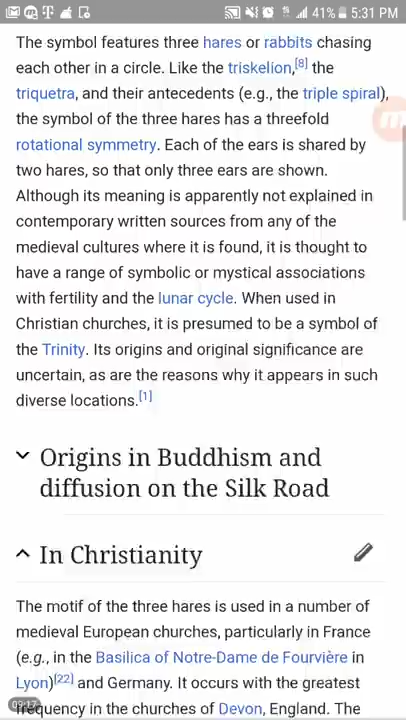 41% 5:31 PM
The symbol features three hares or rabbits chasing
each other in a circle. Like the triskelion,[8] the
triquetra, and their antecedents (e.g., the triple spiral),
the symbol of the three hares has a threefold
rotational symmetry. Each of the ears is shared by
two hares, so that only three ears are shown.
Although its meaning is apparently not explained in
contemporary written sources from any of the
medieval cultures where it is found, it is thought to
have a range of symbolic or mystical associations
with fertility and the lunar cycle. When used in
Christian churches, it is presumed to be a symbol of
the Trinity. Its origins and original significance are
uncertain, as are the reasons why it appears in such
diverse locations.[1]
Origins in Buddhism and
diffusion on the Silk Road
In Christianity
The motif of the three hares is used in a number of
medieval European churches, particularly in France
(e.g., in the Basilica of Notre-Dame de Fourvière in
Lyon)[22] and Germany. It occurs with the greatest
frequency in the churches of Devon, England. The
09:17